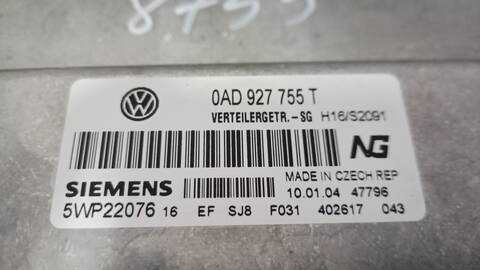 8755
0AD 927 755 T
VERTEILERGETR.-SG H16/S2091
NG
MADE IN CZECH REP
SIEMENS 10.01.04 47796
5WP22076 16 EF SJ8 F031 402617 043